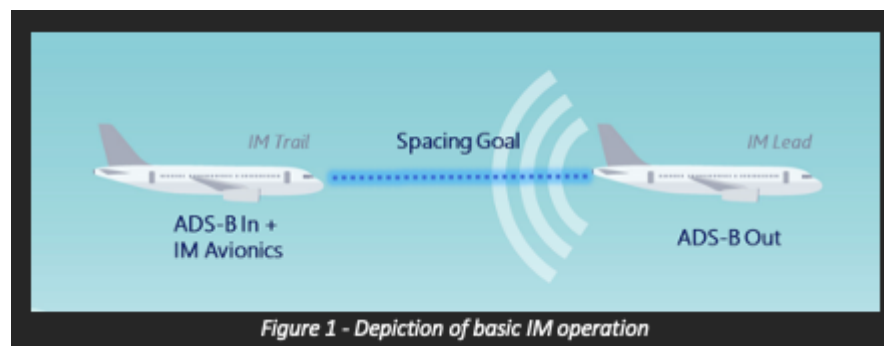 IM Trail
Spacing Goal
IM Lead
ADS-B In +
IM Avionics
ADS-B Out
Figure 1 - Depiction of basic IM operation